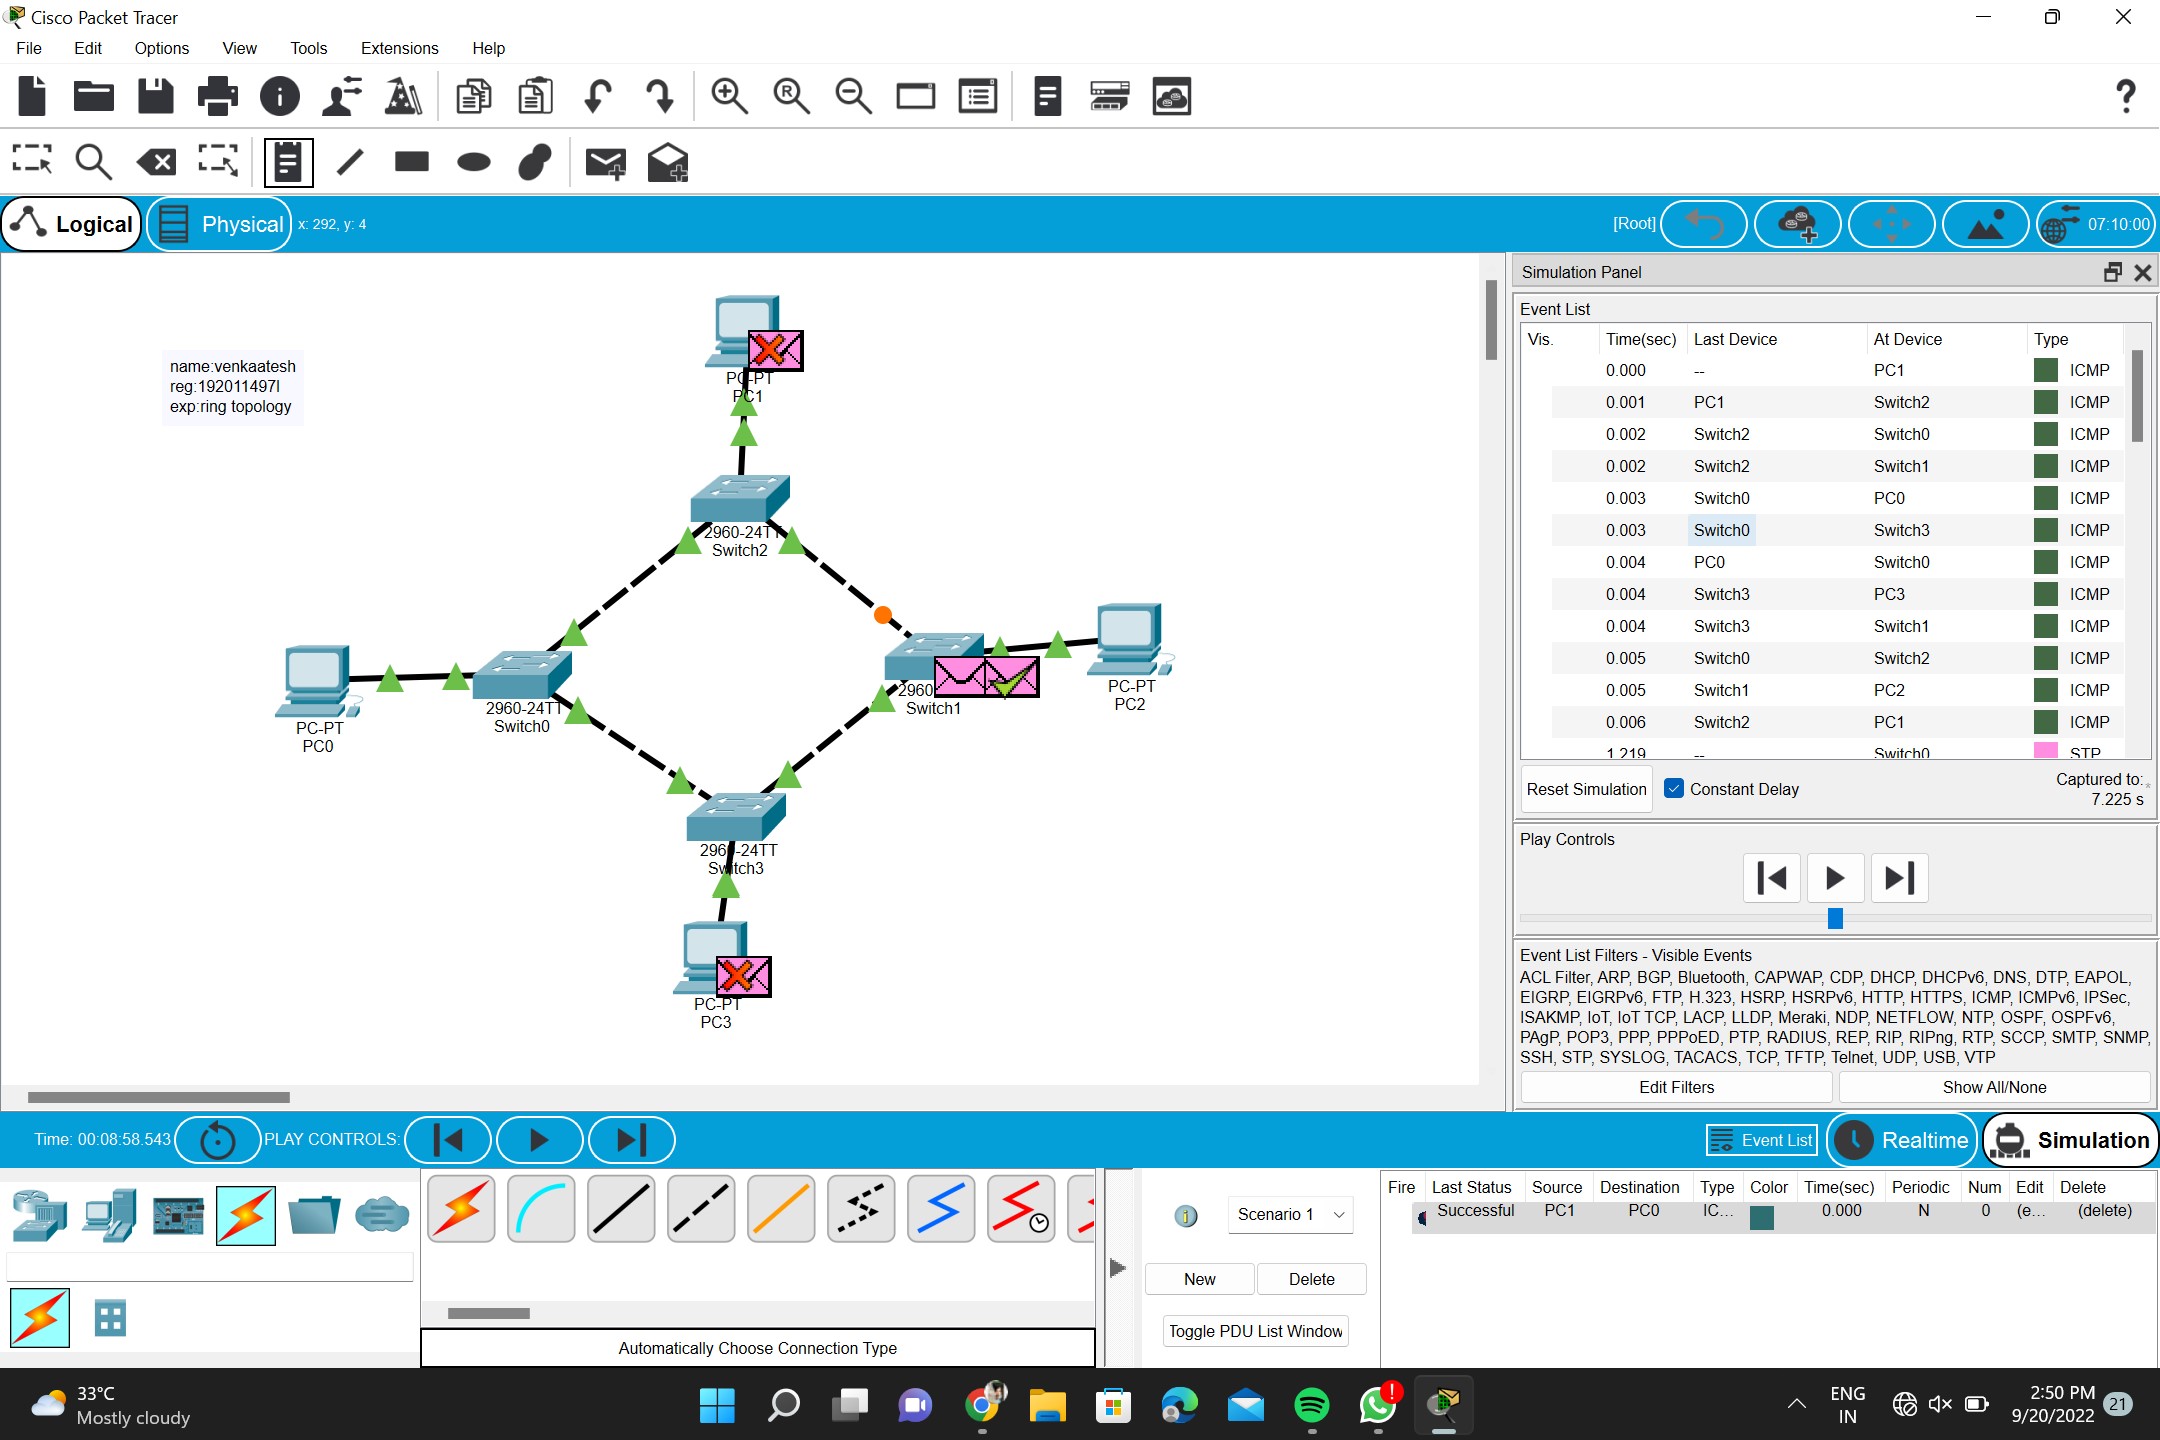 Cisco Packet Tracer
File Edit Options View Tools Extensions Help
Logical Physical x: 292, y: 4 [Root] 07:10:00
name:venkaatesh
reg:192011497l
exp:ring topology
PC-PT
PC1
2960-24TT
Switch2
PC-PT
PC0
2960-24TT
Switch0
2960
Switch1
PC-PT
PC2
2960-24TT
Switch3
PC-PT
PC3
Simulation Panel
Event List
Vis. Time(sec) Last Device At Device Type
0.000 -- PC1 ICMP
0.001 PC1 Switch2 ICMP
0.002 Switch2 Switch0 ICMP
0.002 Switch2 Switch1 ICMP
0.003 Switch0 PC0 ICMP
0.003 Switch0 Switch3 ICMP
0.004 PC0 Switch0 ICMP
0.004 Switch3 PC3 ICMP
0.004 Switch3 Switch1 ICMP
0.005 Switch0 Switch2 ICMP
0.005 Switch1 PC2 ICMP
0.006 Switch2 PC1 ICMP
1.219 -- Switch0 STP
Reset Simulation Constant Delay Captured to:*
7.225 s
Play Controls
Event List Filters - Visible Events
ACL Filter, ARP, BGP, Bluetooth, CAPWAP, CDP, DHCP, DHCPv6, DNS, DTP, EAPOL,
EIGRP, EIGRPv6, FTP, H.323, HSRP, HSRPv6, HTTP, HTTPS, ICMP, ICMPv6, IPSec,
ISAKMP, IoT, IoT TCP, LACP, LLDP, Meraki, NDP, NETFLOW, NTP, OSPF, OSPFv6,
PAgP, POP3, PPP, PPPoED, PTP, RADIUS, REP, RIP, RIPng, RTP, SCCP, SMTP, SNMP,
SSH, STP, SYSLOG, TACACS, TCP, TFTP, Telnet, UDP, USB, VTP
Edit Filters Show All/None
Time: 00:08:58.543 PLAY CONTROLS: Event List Realtime Simulation
Automatically Choose Connection Type
Scenario 1
New Delete
Toggle PDU List Window
Fire Last Status Source Destination Type Color Time(sec) Periodic Num Edit Delete
Successful PC1 PC0 IC... 0.000 N 0 (e... (delete)
33°C
Mostly cloudy
ENG
IN
2:50 PM
9/20/2022
21